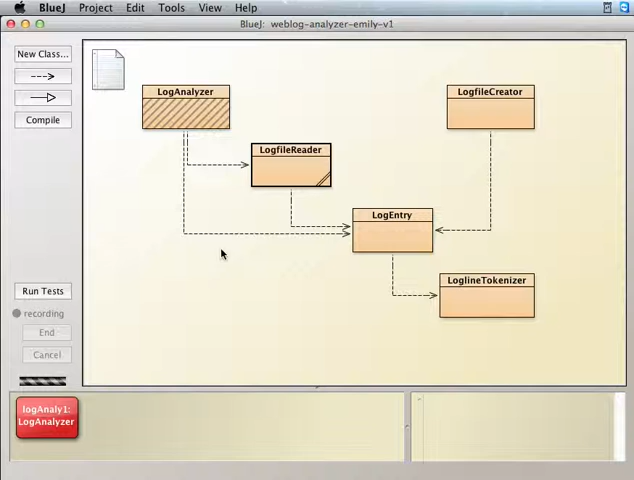 BlueJ Project Edit Tools View Help
BlueJ: weblog-analyzer-emily-v1
New Class...
Compile
LogAnalyzer
LogfileCreator
LogfileReader
LogEntry
LoglineTokenizer
Run Tests
recording
End
Cancel
logAnaly1:
LogAnalyzer